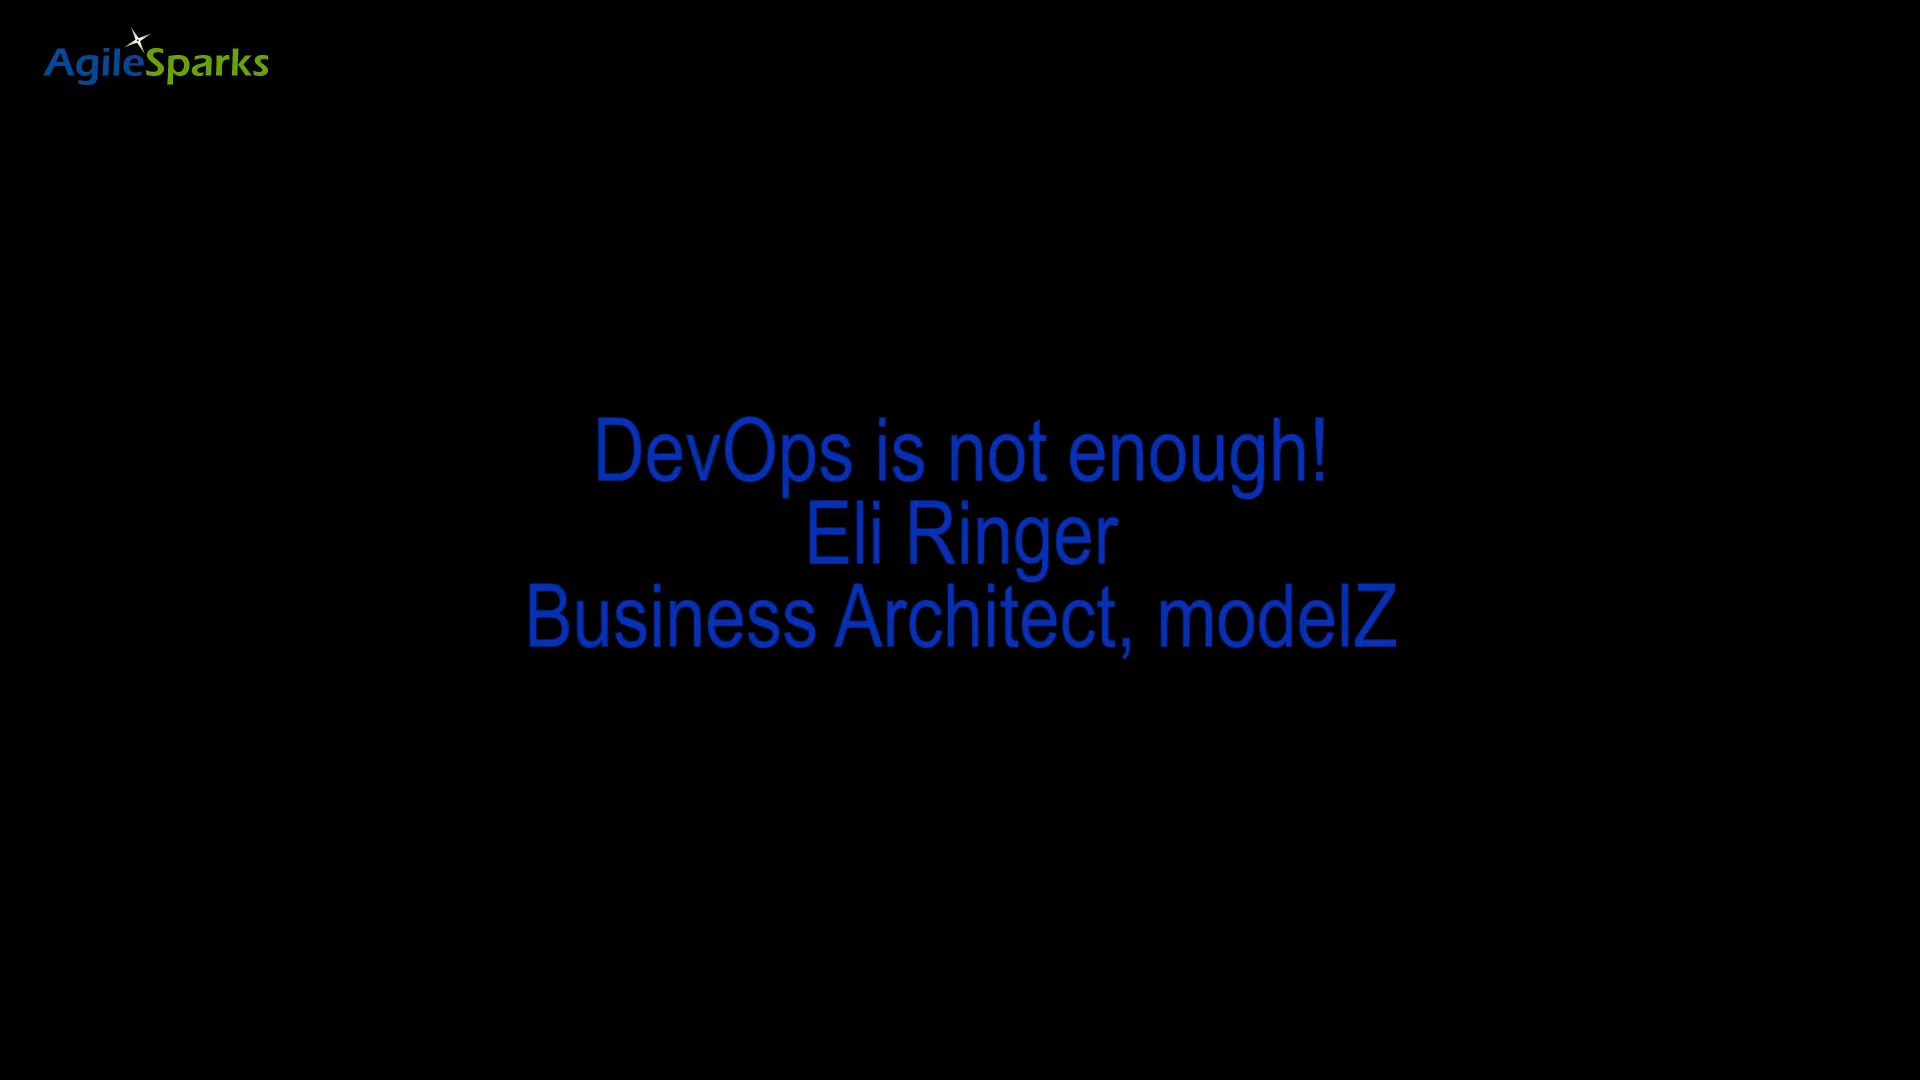 AgileSparks
DevOps is not enough!
Eli Ringer
Business Architect, modelZ